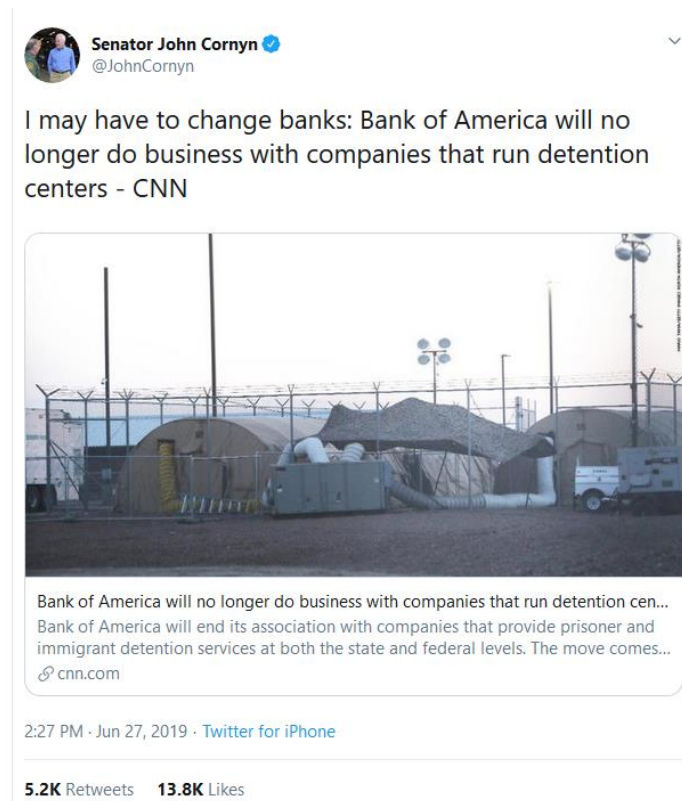 Senator John Cornyn
@JohnCornyn
I may have to change banks: Bank of America will no
longer do business with companies that run detention
centers - CNN
Bank of America will no longer do business with companies that run detention cen...
Bank of America will end its association with companies that provide prisoner and
immigrant detention services at both the state and federal levels. The move comes...
cnn.com
2:27 PM · Jun 27, 2019 · Twitter for iPhone
5.2K Retweets 13.8K Likes